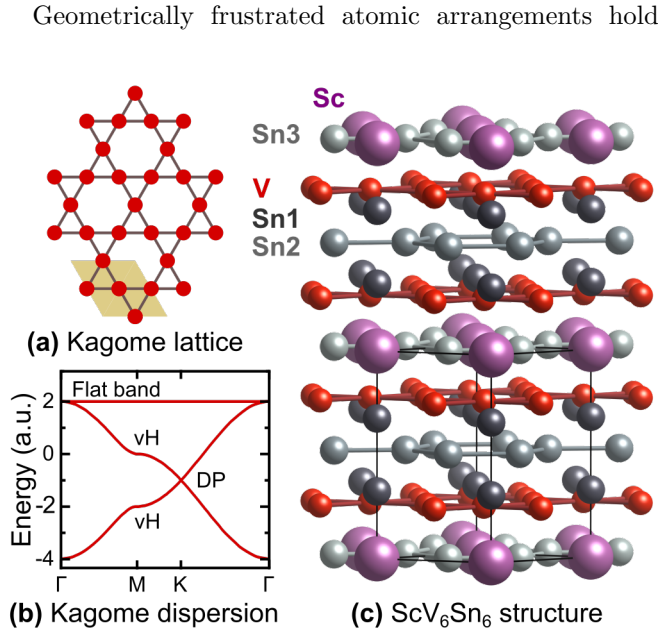 Geometrically frustrated atomic arrangements hold
Sc
Sn3
V
Sn1
Sn2
(a) Kagome lattice
Flat band
Energy (a.u.)
2
0
-2
-4
vH
vH
DP
Γ M K Γ
(b) Kagome dispersion
(c) ScV₆Sn₆ structure